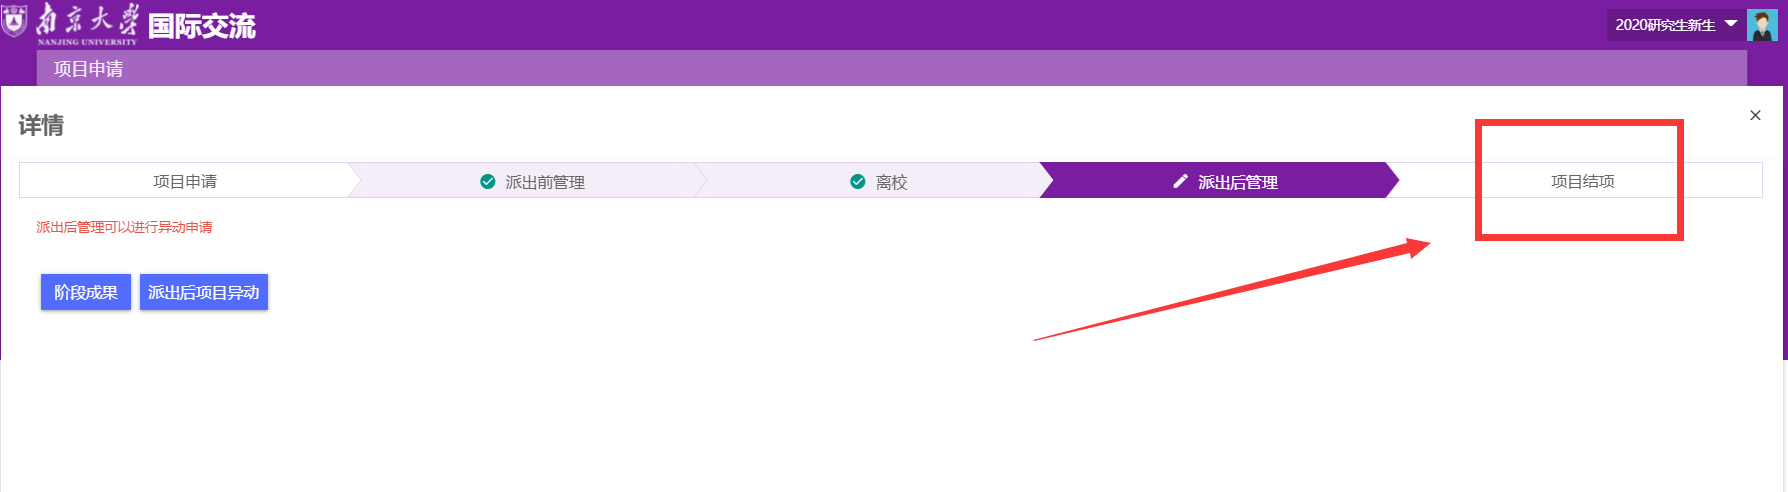 南京大学 国际交流
NANJING UNIVERSITY
2020研究生新生
项目申请
详情
项目申请 派出前管理 离校 派出后管理 项目结项
派出后管理可以进行异动申请
阶段成果 派出后项目异动